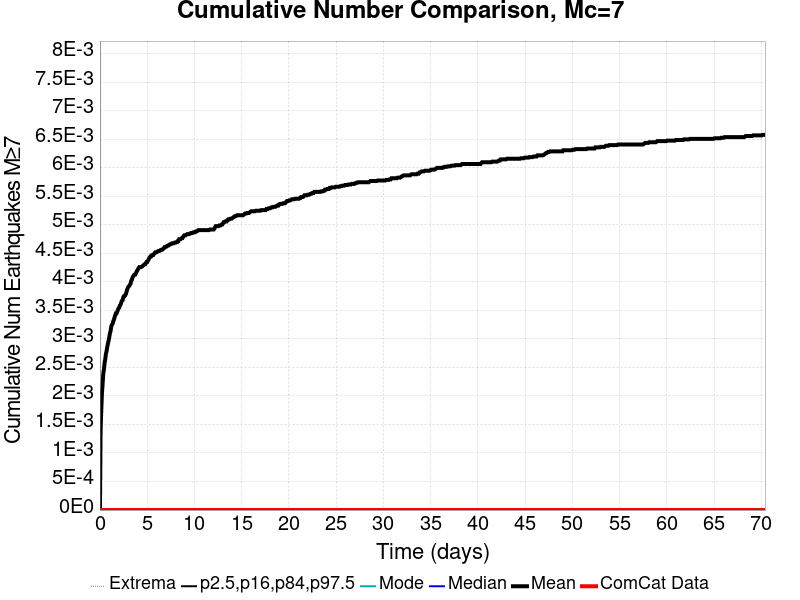 Cumulative Number Comparison, Mc=7
Cumulative Num Earthquakes M≥7
8E-3
7.5E-3
7E-3
6.5E-3
6E-3
5.5E-3
5E-3
4.5E-3
4E-3
3.5E-3
3E-3
2.5E-3
2E-3
1.5E-3
1E-3
5E-4
0E0
0 5 10 15 20 25 30 35 40 45 50 55 60 65 70
Time (days)
Extrema p2.5,p16,p84,p97.5 Mode Median Mean ComCat Data